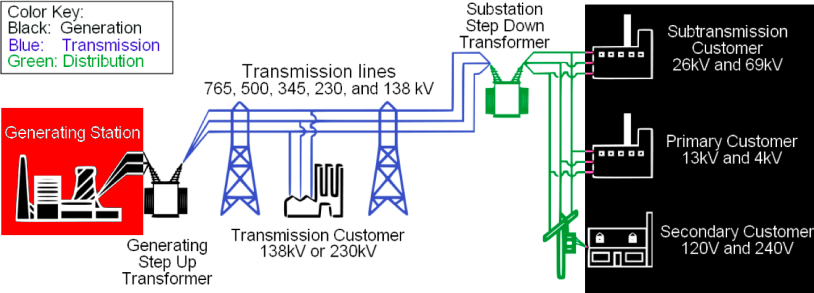 Color Key:
Black: Generation
Blue: Transmission
Green: Distribution
Generating Station
Generating
Step Up
Transformer
Transmission lines
765, 500, 345, 230, and 138 kV
Transmission Customer
138kV or 230kV
Substation
Step Down
Transformer
Subtransmission
Customer
26kV and 69kV
Primary Customer
13kV and 4kV
Secondary Customer
120V and 240V